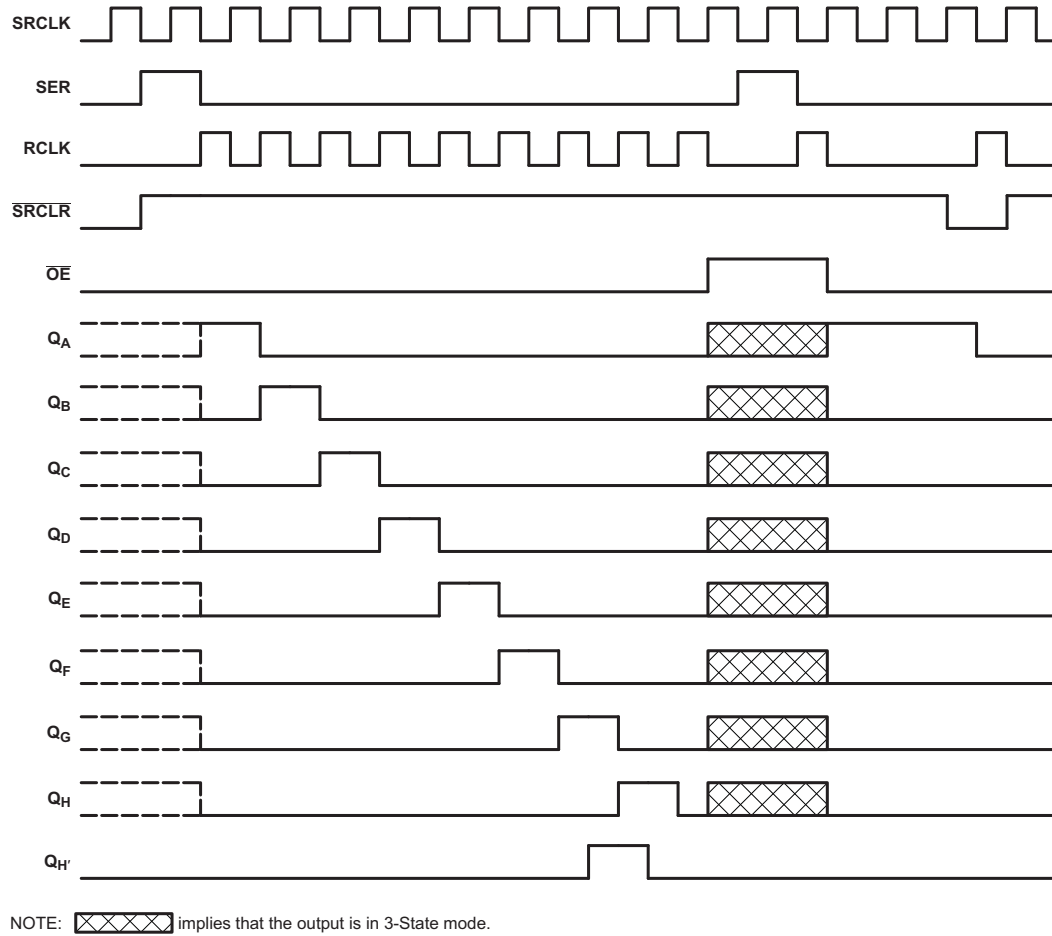 SRCLK
SER
RCLK
SRCLR
OE
QA
QB
QC
QD
QE
QF
QG
QH
QH′
NOTE: implies that the output is in 3-State mode.